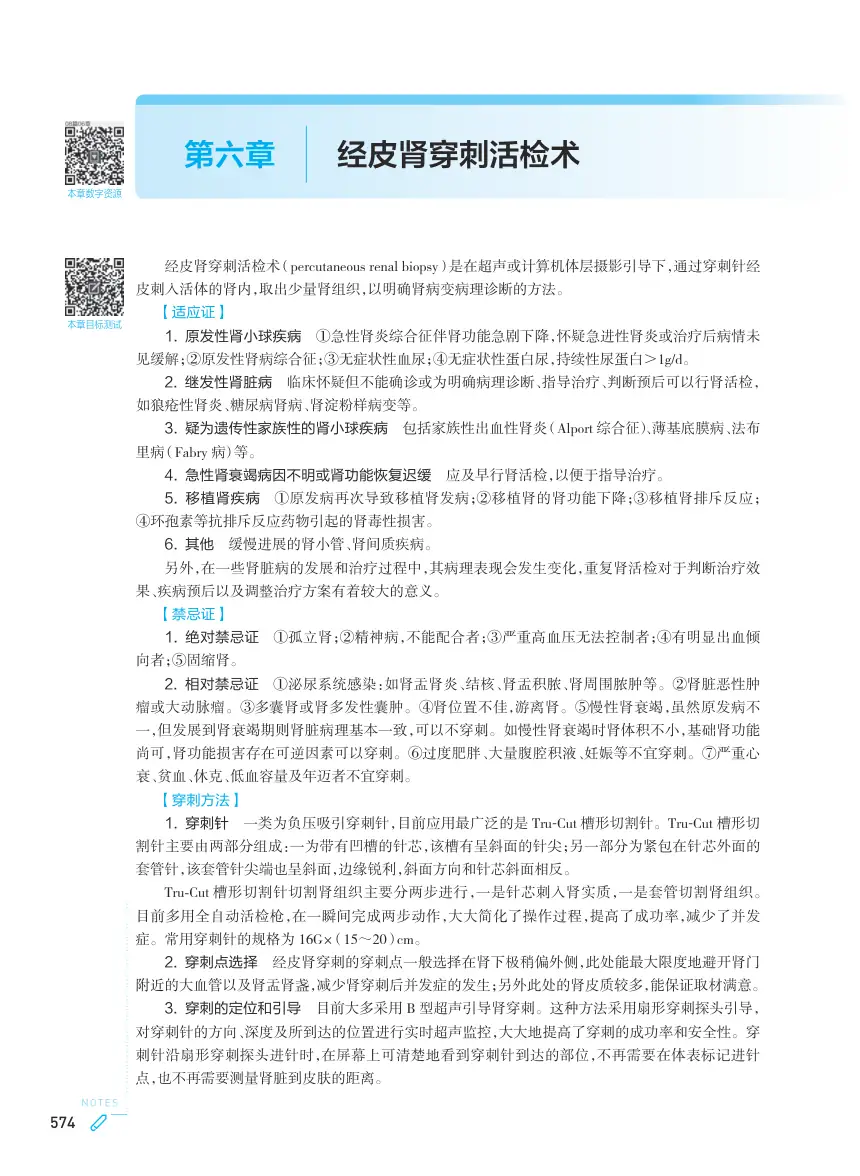 08篇06章
本章数字资源
第六章
经皮肾穿刺活检术
本章目标测试
经皮肾穿刺活检术(percutaneous renal biopsy)是在超声或计算机体层摄影引导下,通过穿刺针经
皮刺入活体的肾内,取出少量肾组织,以明确肾病变病理诊断的方法。
【适应证】
1. 原发性肾小球疾病 ①急性肾炎综合征伴肾功能急剧下降,怀疑急进性肾炎或治疗后病情未
见缓解;②原发性肾病综合征;③无症状性血尿;④无症状性蛋白尿,持续性尿蛋白>1g/d。
2. 继发性肾脏病 临床怀疑但不能确诊或为明确病理诊断、指导治疗、判断预后可以行肾活检,
如狼疮性肾炎、糖尿病肾病、肾淀粉样病变等。
3. 疑为遗传性家族性的肾小球疾病 包括家族性出血性肾炎(Alport 综合征)、薄基底膜病、法布
里病(Fabry 病)等。
4. 急性肾衰竭病因不明或肾功能恢复迟缓 应及早行肾活检,以便于指导治疗。
5. 移植肾疾病 ①原发病再次导致移植肾发病;②移植肾的肾功能下降;③移植肾排斥反应;
④环孢素等抗排斥反应药物引起的肾毒性损害。
6. 其他 缓慢进展的肾小管、肾间质疾病。
另外,在一些肾脏病的发展和治疗过程中,其病理表现会发生变化,重复肾活检对于判断治疗效
果、疾病预后以及调整治疗方案有着较大的意义。
【禁忌证】
1. 绝对禁忌证 ①孤立肾;②精神病,不能配合者;③严重高血压无法控制者;④有明显出血倾
向者;⑤固缩肾。
2. 相对禁忌证 ①泌尿系统感染:如肾盂肾炎、结核、肾盂积脓、肾周围脓肿等。②肾脏恶性肿
瘤或大动脉瘤。③多囊肾或肾多发性囊肿。④肾位置不佳,游离肾。⑤慢性肾衰竭,虽然原发病不
一,但发展到肾衰竭期则肾脏病理基本一致,可以不穿刺。如慢性肾衰竭时肾体积不小,基础肾功能
尚可,肾功能损害存在可逆因素可以穿刺。⑥过度肥胖、大量腹腔积液、妊娠等不宜穿刺。⑦严重心
衰、贫血、休克、低血容量及年迈者不宜穿刺。
【穿刺方法】
1. 穿刺针 一类为负压吸引穿刺针,目前应用最广泛的是 Tru-Cut 槽形切割针。Tru-Cut 槽形切
割针主要由两部分组成:一为带有凹槽的针芯,该槽有呈斜面的针尖;另一部分为紧包在针芯外面的
套管针,该套管针尖端也呈斜面,边缘锐利,斜面方向和针芯斜面相反。
Tru-Cut 槽形切割针切割肾组织主要分两步进行,一是针芯刺入肾实质,一是套管切割肾组织。
目前多用全自动活检枪,在一瞬间完成两步动作,大大简化了操作过程,提高了成功率,减少了并发
症。常用穿刺针的规格为 16G×(15~20)cm。
2. 穿刺点选择 经皮肾穿刺的穿刺点一般选择在肾下极稍偏外侧,此处能最大限度地避开肾门
附近的大血管以及肾盂肾盏,减少肾穿刺后并发症的发生;另外此处的肾皮质较多,能保证取材满意。
3. 穿刺的定位和引导 目前大多采用 B 型超声引导肾穿刺。这种方法采用扇形穿刺探头引导,
对穿刺针的方向、深度及所到达的位置进行实时超声监控,大大地提高了穿刺的成功率和安全性。穿
刺针沿扇形穿刺探头进针时,在屏幕上可清楚地看到穿刺针到达的部位,不再需要在体表标记进针
点,也不再需要测量肾脏到皮肤的距离。
NOTES
574